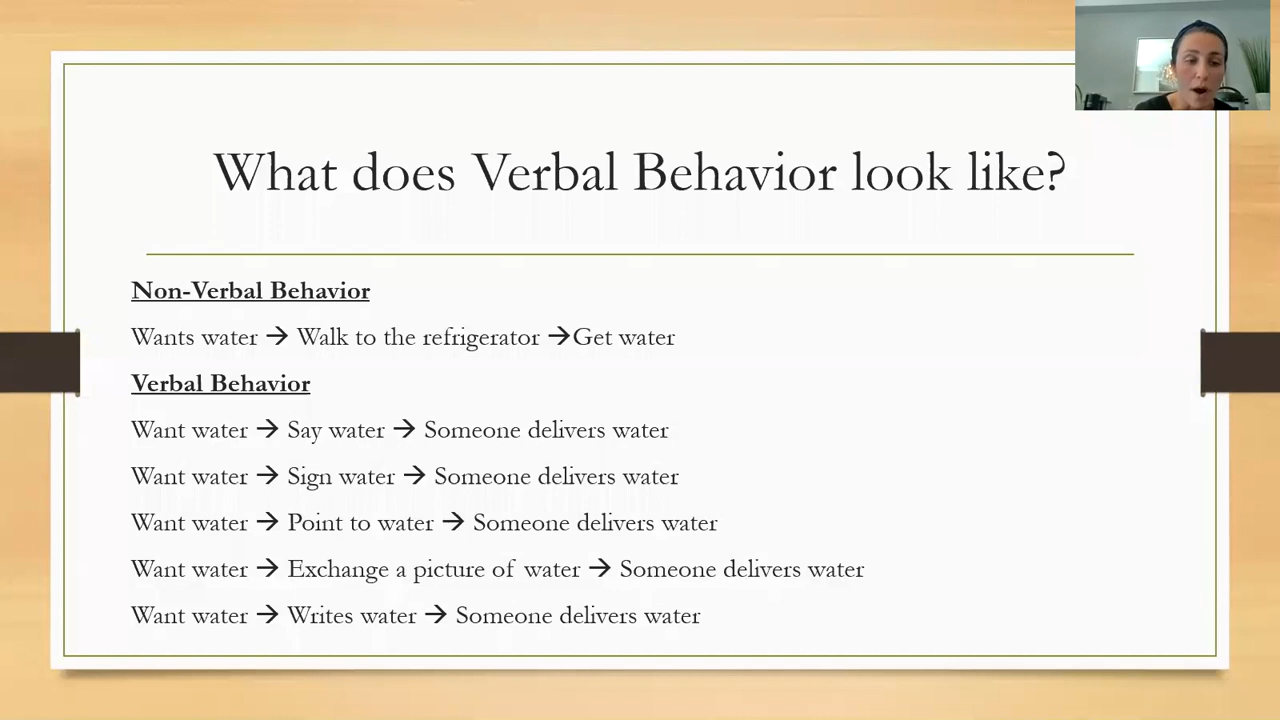 What does Verbal Behavior look like?
Non-Verbal Behavior
Wants water → Walk to the refrigerator →Get water
Verbal Behavior
Want water → Say water → Someone delivers water
Want water → Sign water → Someone delivers water
Want water → Point to water → Someone delivers water
Want water → Exchange a picture of water → Someone delivers water
Want water → Writes water → Someone delivers water